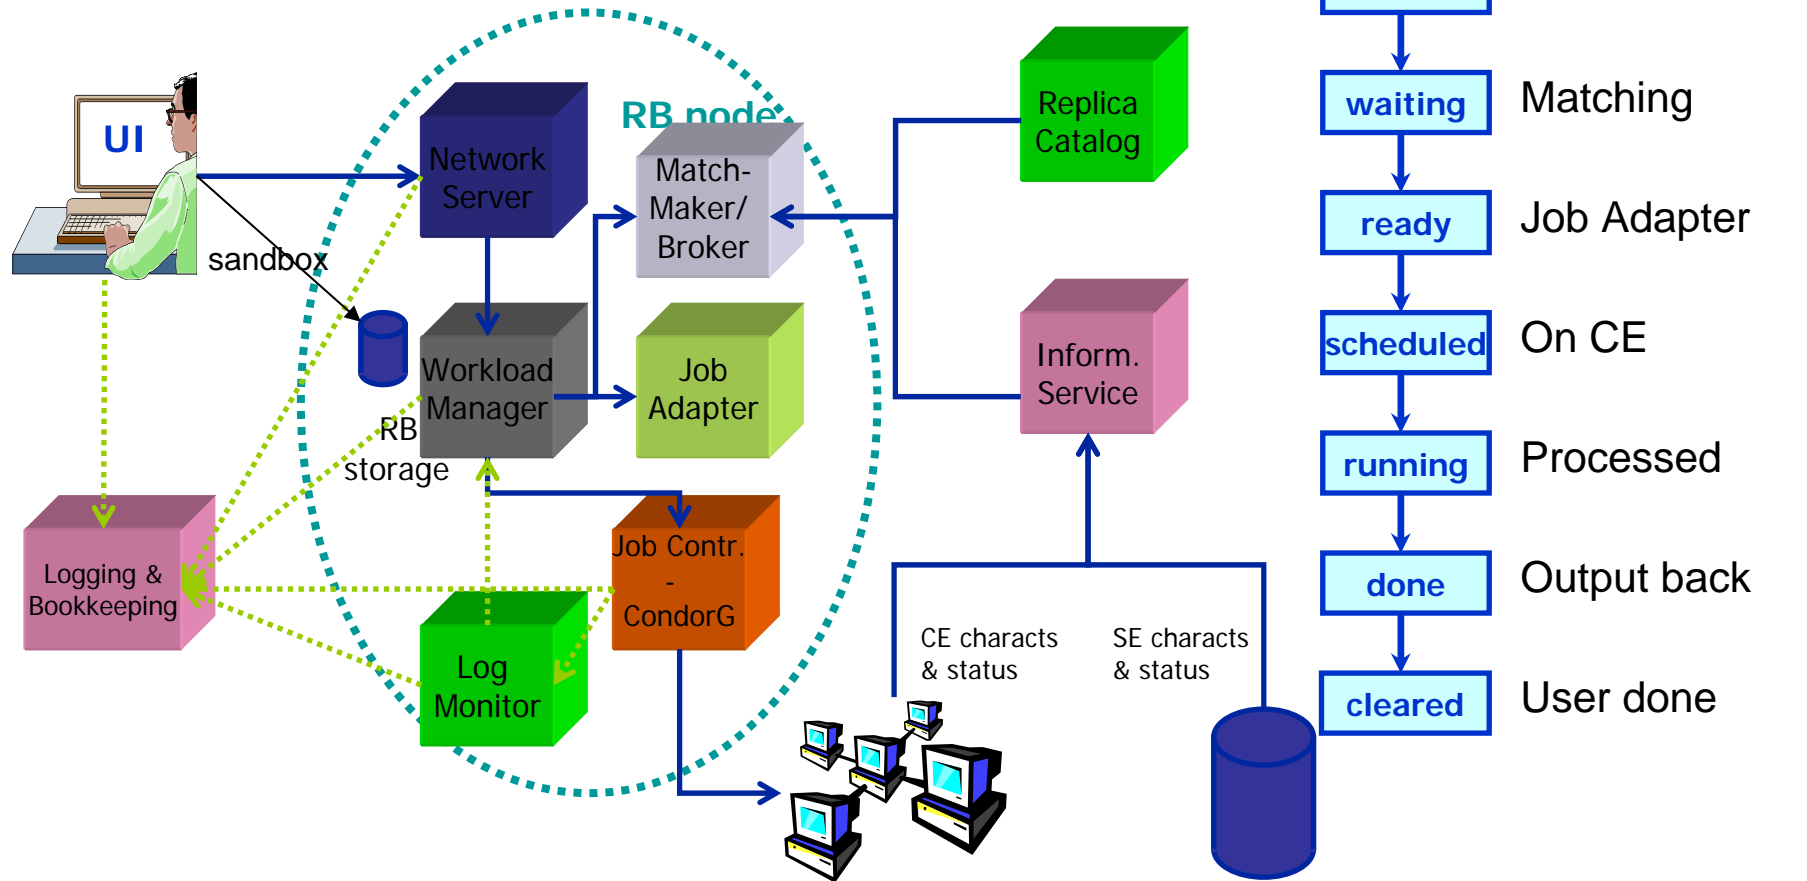 UI
sandbox
RB node
Network
Server
Match-
Maker/
Broker
Replica
Catalog
Workload
Manager
Job
Adapter
Inform.
Service
RB
storage
Logging &
Bookkeeping
Job Contr.
-
CondorG
Log
Monitor
CE characts
& status
SE characts
& status
waiting
Matching
ready
Job Adapter
scheduled
On CE
running
Processed
done
Output back
cleared
User done